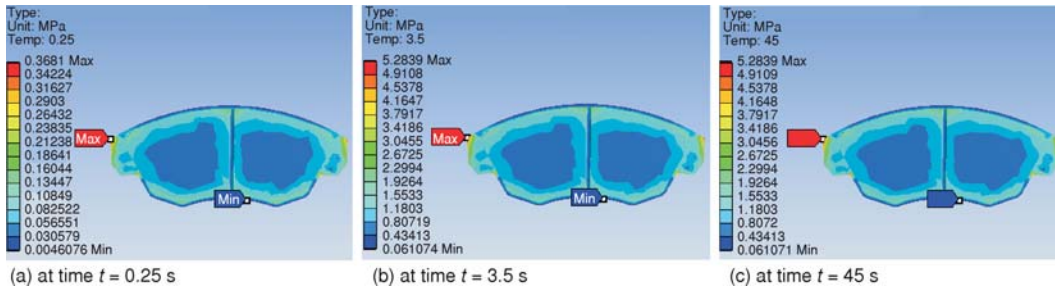 Type:
Unit: MPa
Temp: 0.25
0.3681 Max
0.34224
0.31627
0.2903
0.26432
0.23835
0.21238
0.18641
0.16044
0.13447
0.10849
0.082522
0.056551
0.030579
0.0046076 Min
Max
Min
(a) at time t = 0.25 s
Type:
Unit: MPa
Temp: 3.5
5.2839 Max
4.9108
4.5378
4.1647
3.7917
3.4186
3.0455
2.6725
2.2994
1.9264
1.5533
1.1803
0.80719
0.43413
0.061074 Min
Max
Min
(b) at time t = 3.5 s
Type:
Unit: MPa
Temp: 45
5.2839 Max
4.9109
4.5378
4.1648
3.7917
3.4186
3.0456
2.6725
2.2994
1.9264
1.5533
1.1803
0.8072
0.43413
0.061071 Min
(c) at time t = 45 s